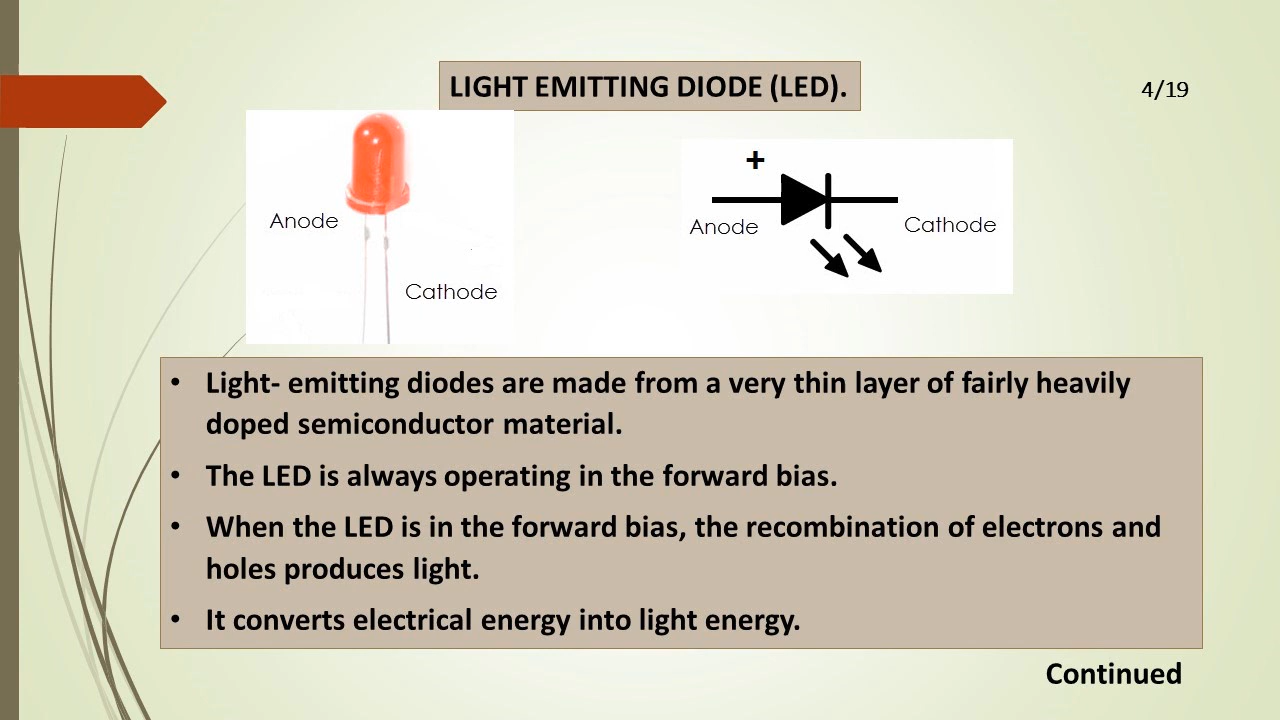 LIGHT EMITTING DIODE (LED).
4/19
Anode
Cathode
+
Anode
Cathode
• Light- emitting diodes are made from a very thin layer of fairly heavily
doped semiconductor material.
• The LED is always operating in the forward bias.
• When the LED is in the forward bias, the recombination of electrons and
holes produces light.
• It converts electrical energy into light energy.
Continued